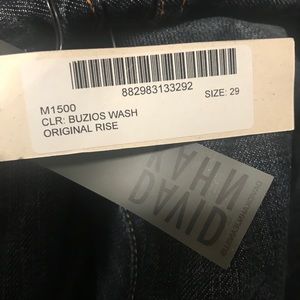 882983133292
M1500
SIZE: 29
CLR: BUZIOS WASH
ORIGINAL RISE
DAVID
KAHN